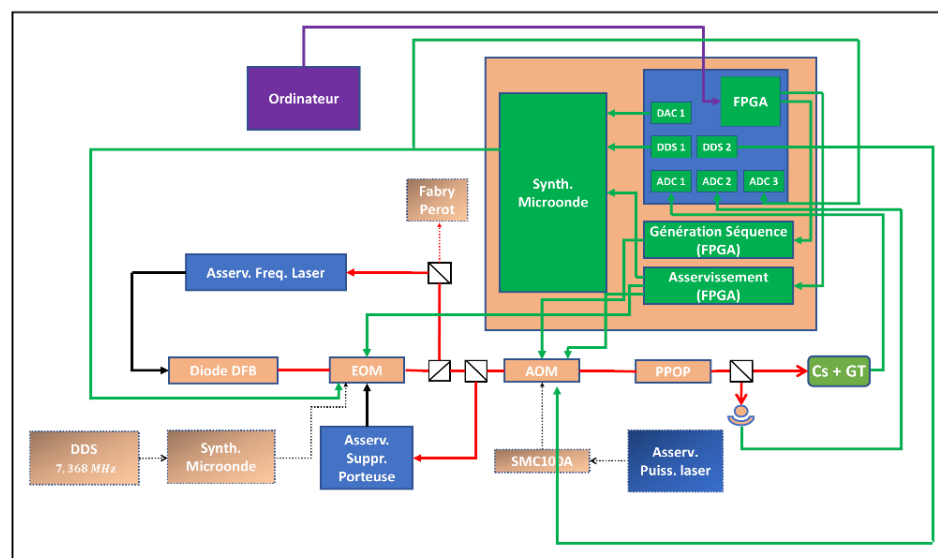 Ordinateur
FPGA
DAC 1
DDS 1
DDS 2
ADC 1
ADC 2
ADC 3
Synth.
Microonde
Génération Séquence
(FPGA)
Asservissement
(FPGA)
Fabry
Perot
Asserv. Freq. Laser
Diode DFB
EOM
AOM
PPOP
Cs + GT
DDS
7,368 MHz
Synth.
Microonde
Asserv.
Suppr.
Porteuse
SMC100A
Asserv.
Puiss. laser